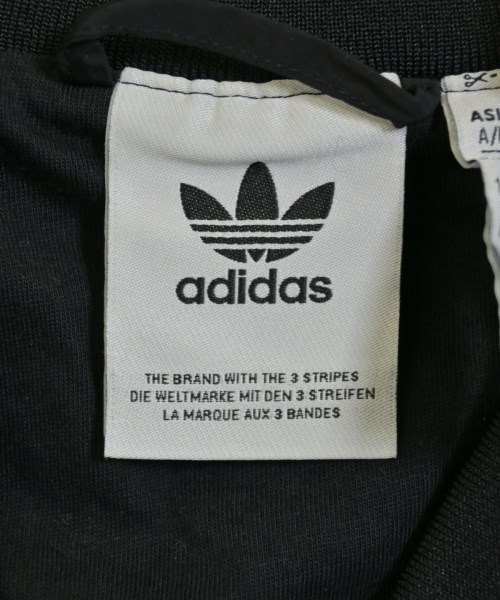 adidas
THE BRAND WITH THE 3 STRIPES
DIE WELTMARKE MIT DEN 3 STREIFEN
LA MARQUE AUX 3 BANDES